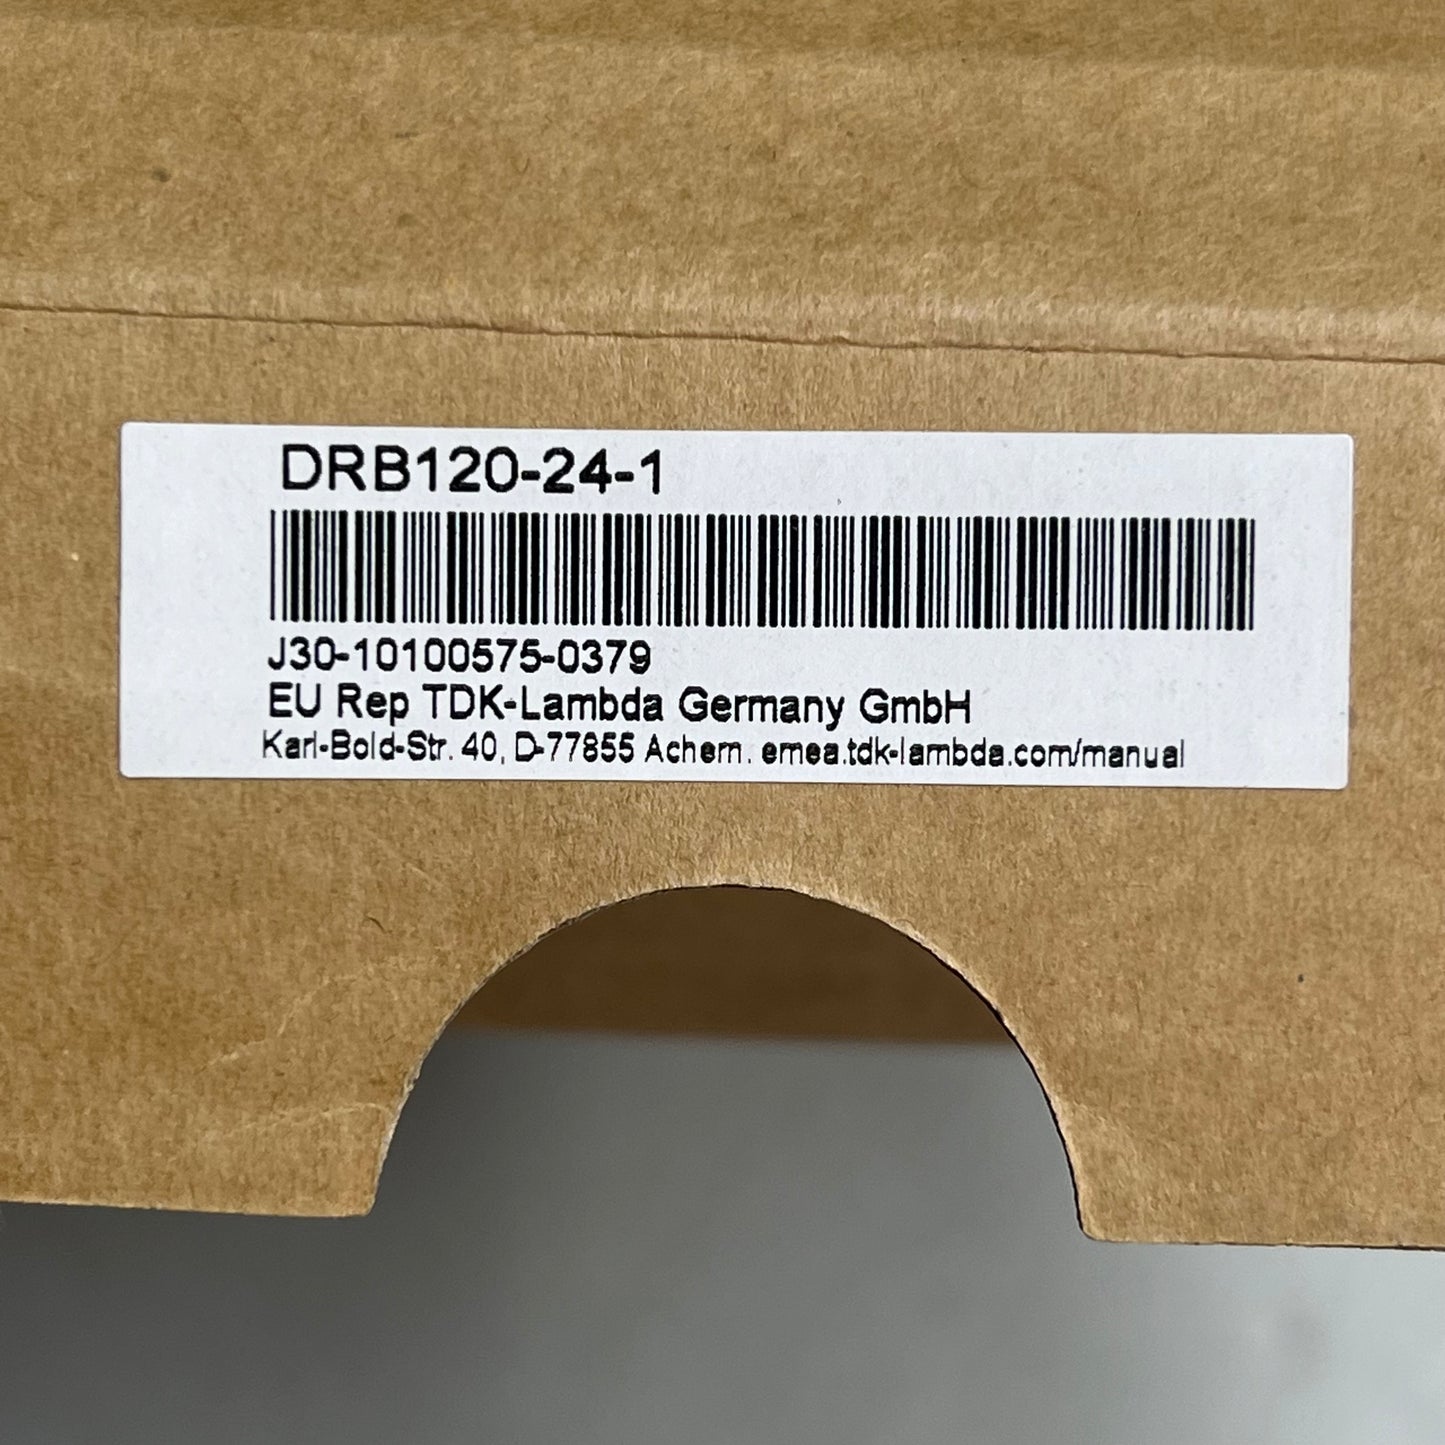 DRB120-24-1
J30-10100575-0379
EU Rep TDK-Lambda Germany GmbH
Karl-Bold-Str. 40, D-77855 Achern. emea.tdk-lambda.com/manual